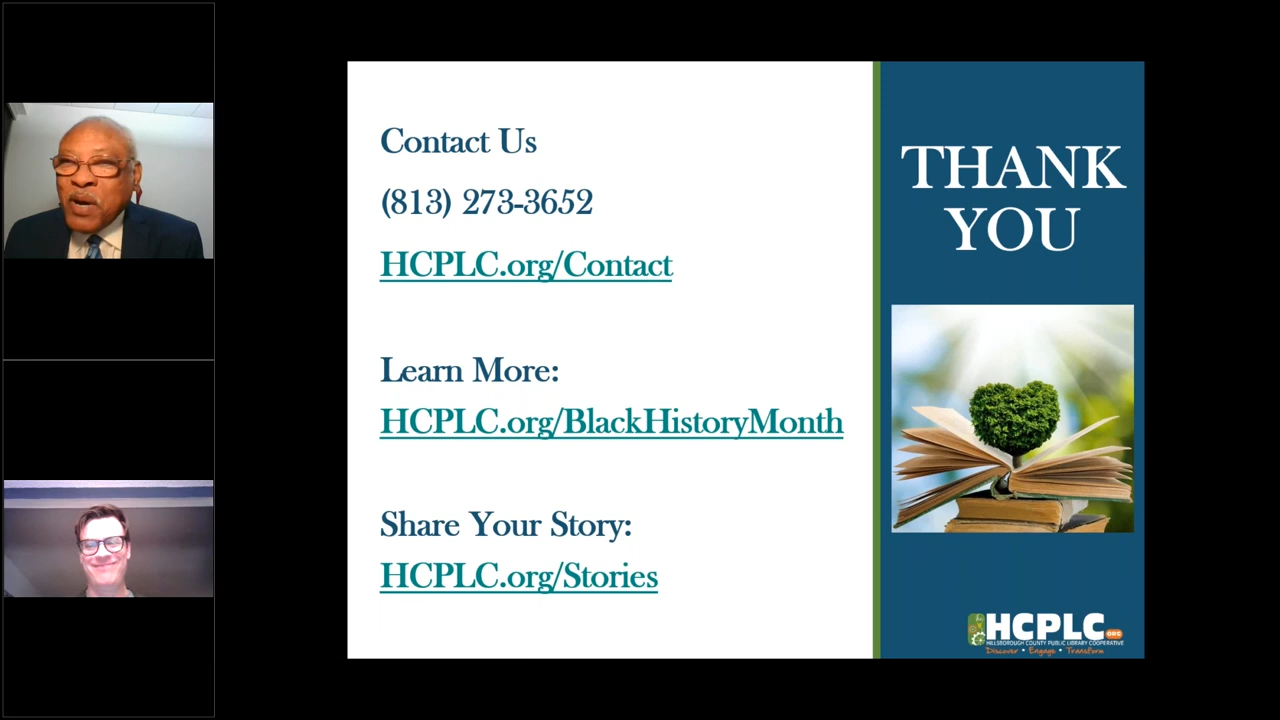 Contact Us
(813) 273-3652
HCPLC.org/Contact
Learn More:
HCPLC.org/BlackHistoryMonth
Share Your Story:
HCPLC.org/Stories
THANK
YOU
HCPLC.ORG
HILLSBOROUGH COUNTY PUBLIC LIBRARY COOPERATIVE
Discover • Engage • Transform